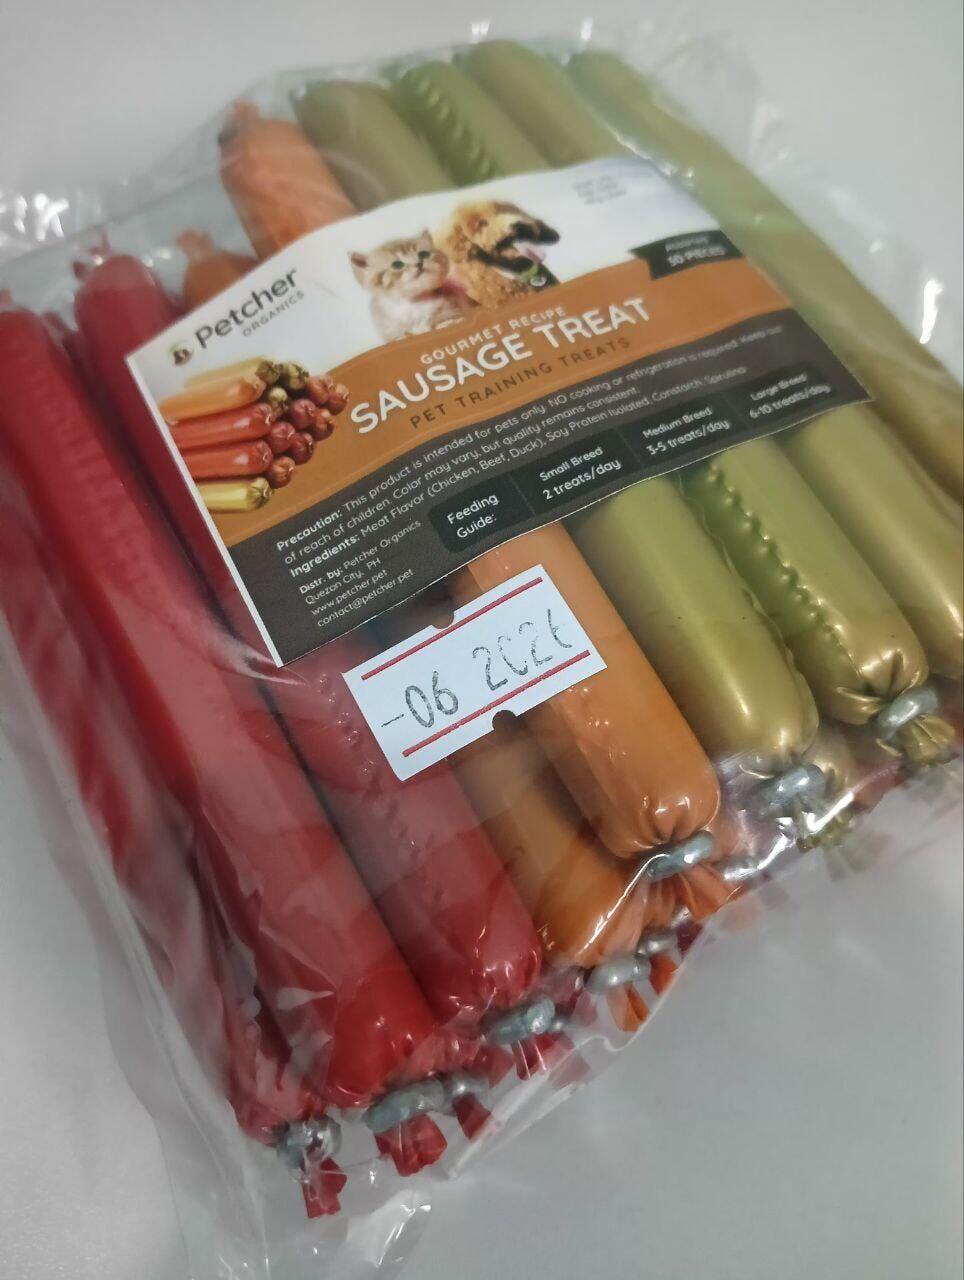 Petcher
ORGANICS
50 PIECES
GOURMET RECIPE
SAUSAGE TREAT
PET TRAINING TREATS
Precaution: This product is intended for pets only. NO cooking or refrigeration is required. Keep out
of reach of children. Color may vary, but quality remains consistent.
Ingredients: Meat Flavor (Chicken, Beef, Duck), Soy Protein Isolated, Constarch, Spirulina
Distr. by: Petcher Organics
Quezon City, PH
www.petcher.pet
contact@petcher.pet
Feeding
Guide:
Small Breed
2 treats/day
Medium Breed
3-5 treats/day
Large Breed
6-10 treats/day
-06 2026